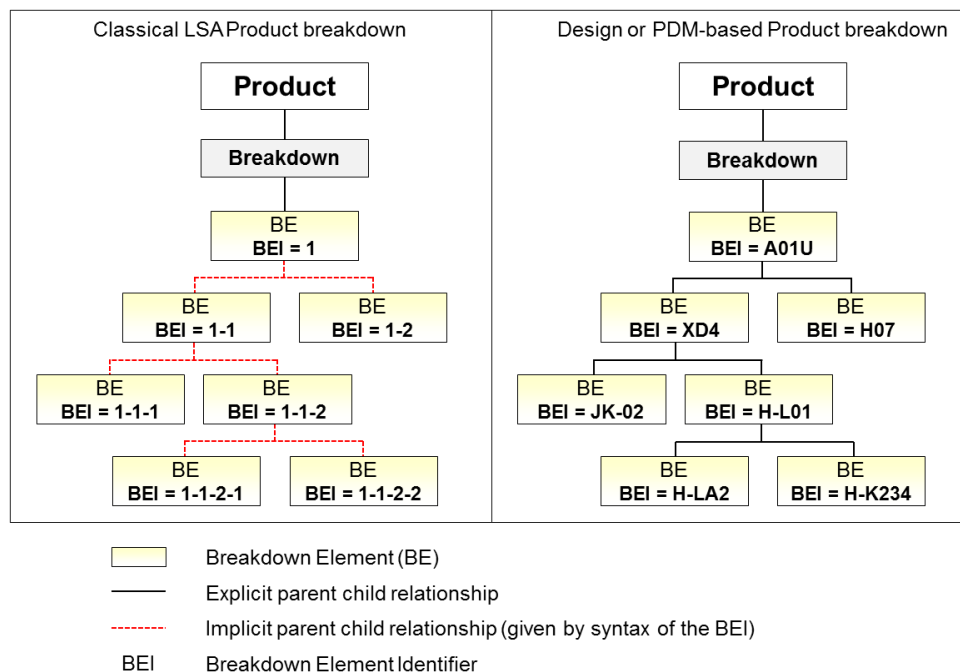 Classical LSA Product breakdown
Product
Breakdown
BE
BEI = 1
BE
BEI = 1-1
BE
BEI = 1-2
BE
BEI = 1-1-1
BE
BEI = 1-1-2
BE
BEI = 1-1-2-1
BE
BEI = 1-1-2-2
Design or PDM-based Product breakdown
Product
Breakdown
BE
BEI = A01U
BE
BEI = XD4
BE
BEI = H07
BE
BEI = JK-02
BE
BEI = H-L01
BE
BEI = H-LA2
BE
BEI = H-K234
Breakdown Element (BE)
Explicit parent child relationship
Implicit parent child relationship (given by syntax of the BEI)
BEI Breakdown Element Identifier